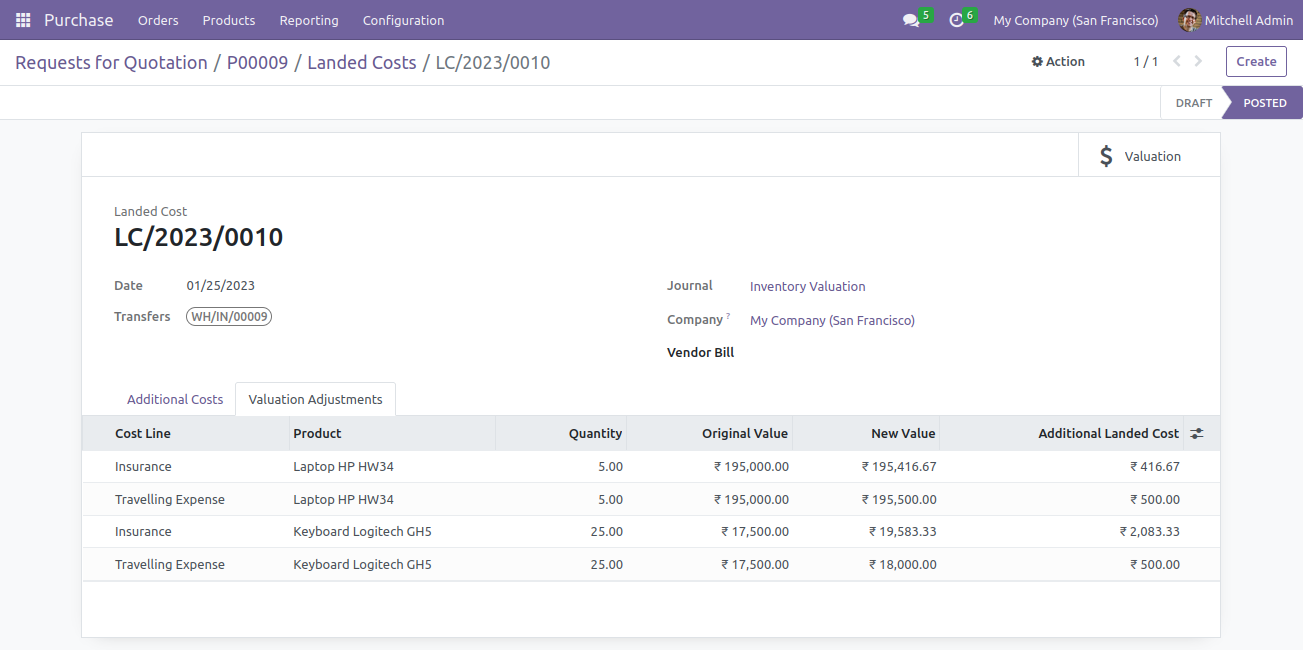 Purchase Orders Products Reporting Configuration 5 6 My Company (San Francisco) Mitchell Admin
Requests for Quotation / P00009 / Landed Costs / LC/2023/0010 Action 1 / 1 Create
DRAFT POSTED
$ Valuation
Landed Cost
LC/2023/0010
Date 01/25/2023 Journal Inventory Valuation
Transfers WH/IN/00009 Company ? My Company (San Francisco)
Vendor Bill
Additional Costs Valuation Adjustments
Cost Line Product Quantity Original Value New Value Additional Landed Cost
Insurance Laptop HP HW34 5.00 ₹ 195,000.00 ₹ 195,416.67 ₹ 416.67
Travelling Expense Laptop HP HW34 5.00 ₹ 195,000.00 ₹ 195,500.00 ₹ 500.00
Insurance Keyboard Logitech GH5 25.00 ₹ 17,500.00 ₹ 19,583.33 ₹ 2,083.33
Travelling Expense Keyboard Logitech GH5 25.00 ₹ 17,500.00 ₹ 18,000.00 ₹ 500.00